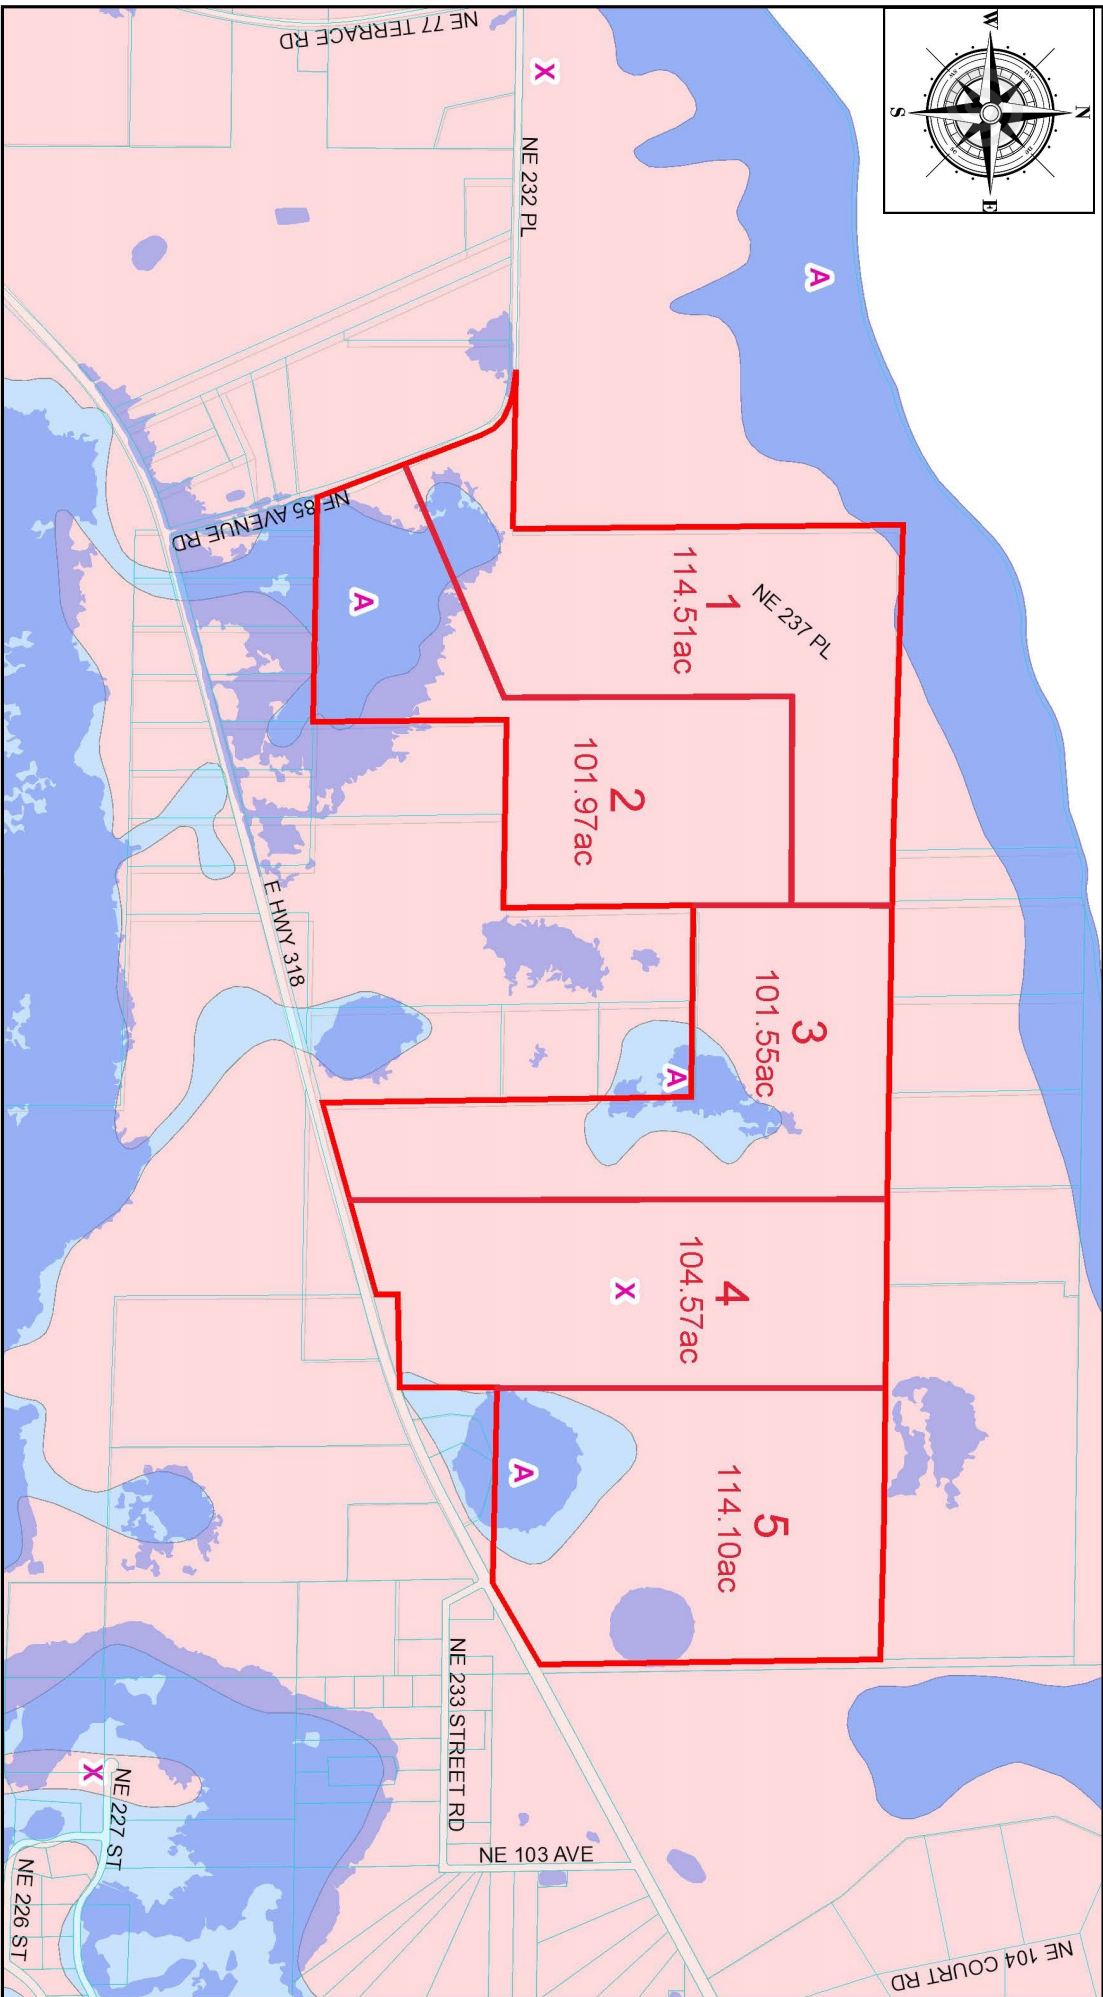 N
W
E
S
A
X
NE 77 TERRACE RD
NE 232 PL
NE 85 AVENUE RD
A
NE 237 PL
1
114.51ac
2
101.97ac
3
101.55ac
A
E HWY 318
4
104.57ac
X
5
114.10ac
A
NE 233 STREET RD
NE 103 AVE
NE 104 COURT RD
X
NE 227 ST
NE 226 ST